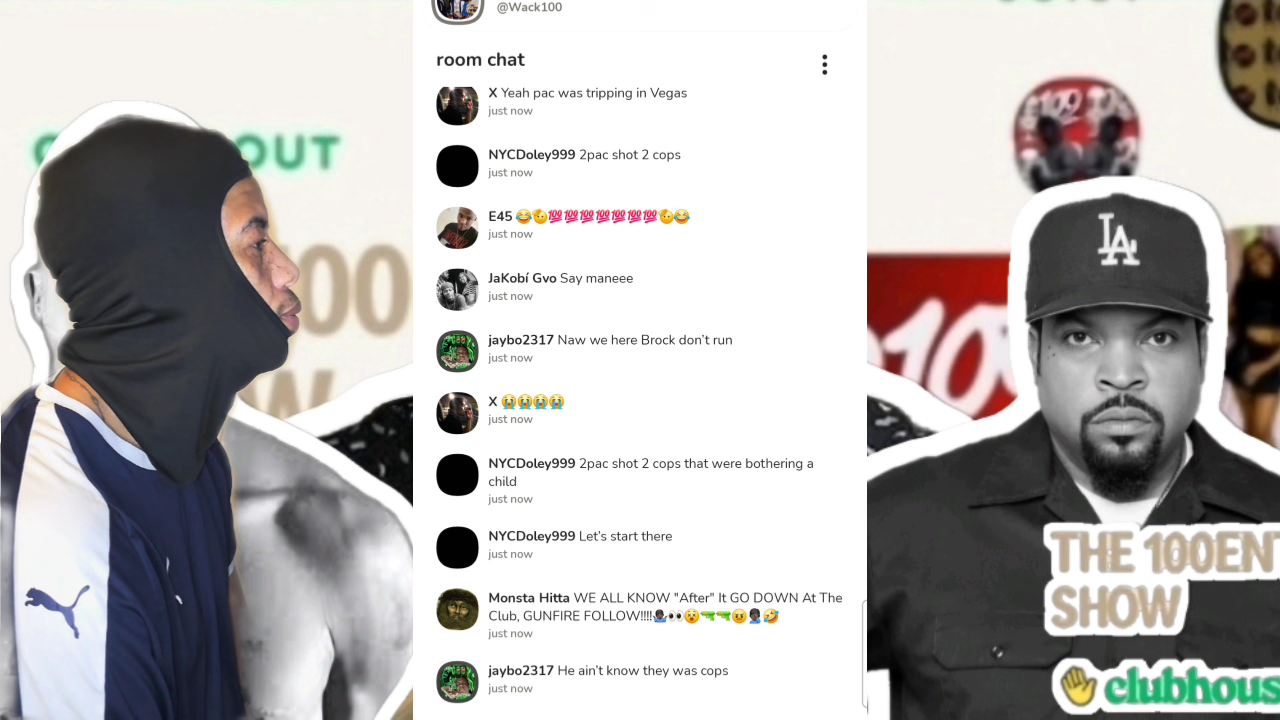 @Wack100
room chat
X Yeah pac was tripping in Vegas
just now
NYCDoley999 2pac shot 2 cops
just now
E45 😂🫡💯💯💯💯💯💯💯🫡😂
just now
JaKobí Gvo Say maneee
just now
jaybo2317 Naw we here Brock don’t run
just now
X 😭😭😭😭
just now
NYCDoley999 2pac shot 2 cops that were bothering a
child
just now
NYCDoley999 Let’s start there
just now
Monsta Hitta WE ALL KNOW "After" It GO DOWN At The
Club, GUNFIRE FOLLOW!!!!👀😵🔫🔫😠🤣
just now
jaybo2317 He ain’t know they was cops
just now
OUT
100
W
100
LA
THE 100ENT
SHOW
clubhous